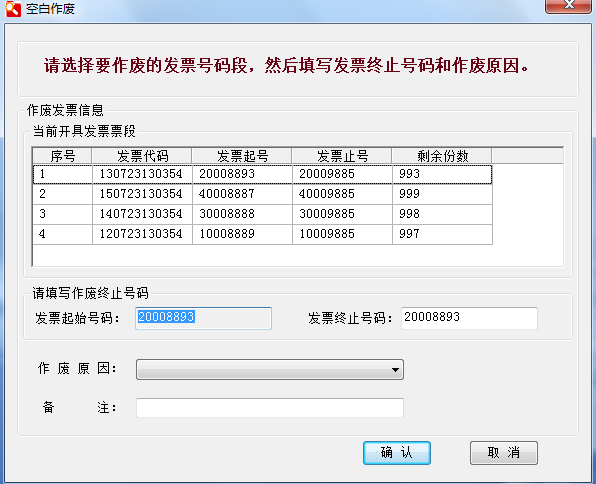 空白作废
请选择要作废的发票号码段，然后填写发票终止号码和作废原因。
作废发票信息
当前开具发票票段
序号 发票代码 发票起号 发票止号 剩余份数
1 130723130354 20008893 20009885 993
2 150723130354 40008887 40009885 999
3 140723130354 30008888 30009885 998
4 120723130354 10008889 10009885 997
请填写作废终止号码
发票起始号码： 20008893 发票终止号码： 20008893
作 废 原 因：
备 注：
确 认 取 消